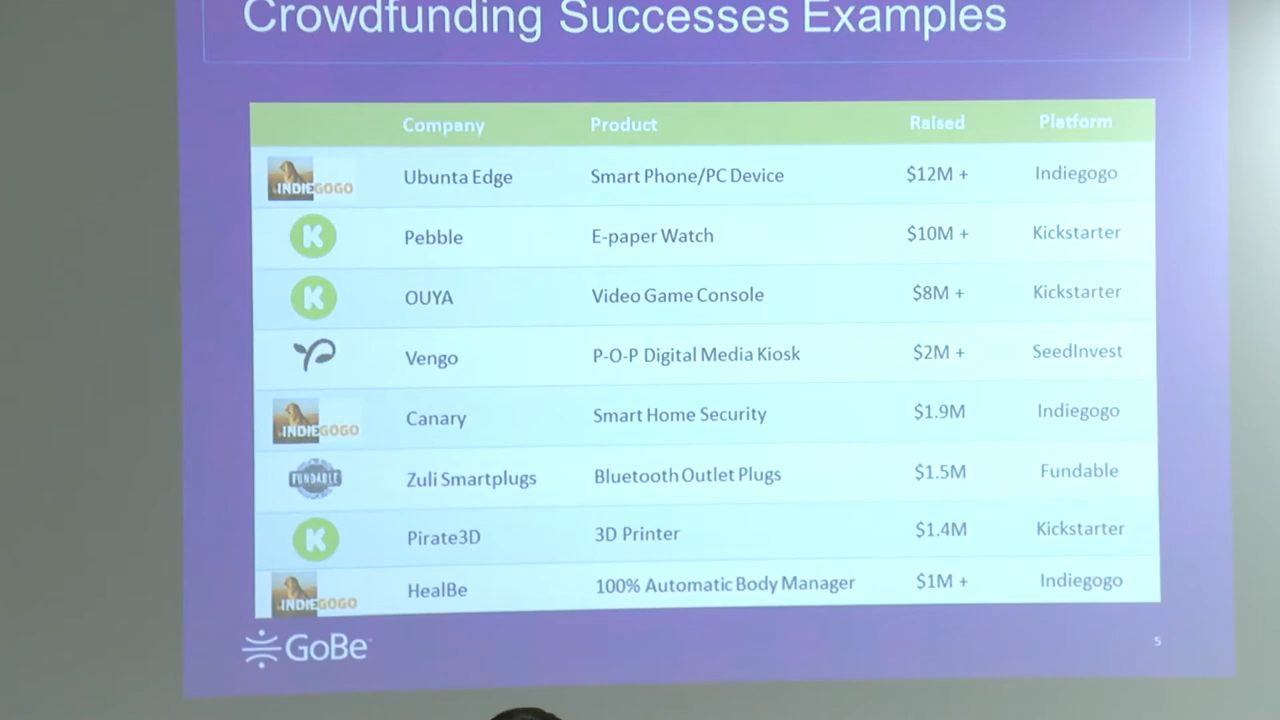 Crowdfunding Successes Examples
Company Product Raised Platform
INDIEGOGO Ubunta Edge Smart Phone/PC Device $12M + Indiegogo
K Pebble E-paper Watch $10M + Kickstarter
K OUYA Video Game Console $8M + Kickstarter
Vengo P-O-P Digital Media Kiosk $2M + SeedInvest
INDIEGOGO Canary Smart Home Security $1.9M Indiegogo
FUNDABLE Zuli Smartplugs Bluetooth Outlet Plugs $1.5M Fundable
K Pirate3D 3D Printer $1.4M Kickstarter
INDIEGOGO HealBe 100% Automatic Body Manager $1M + Indiegogo
GoBe 5